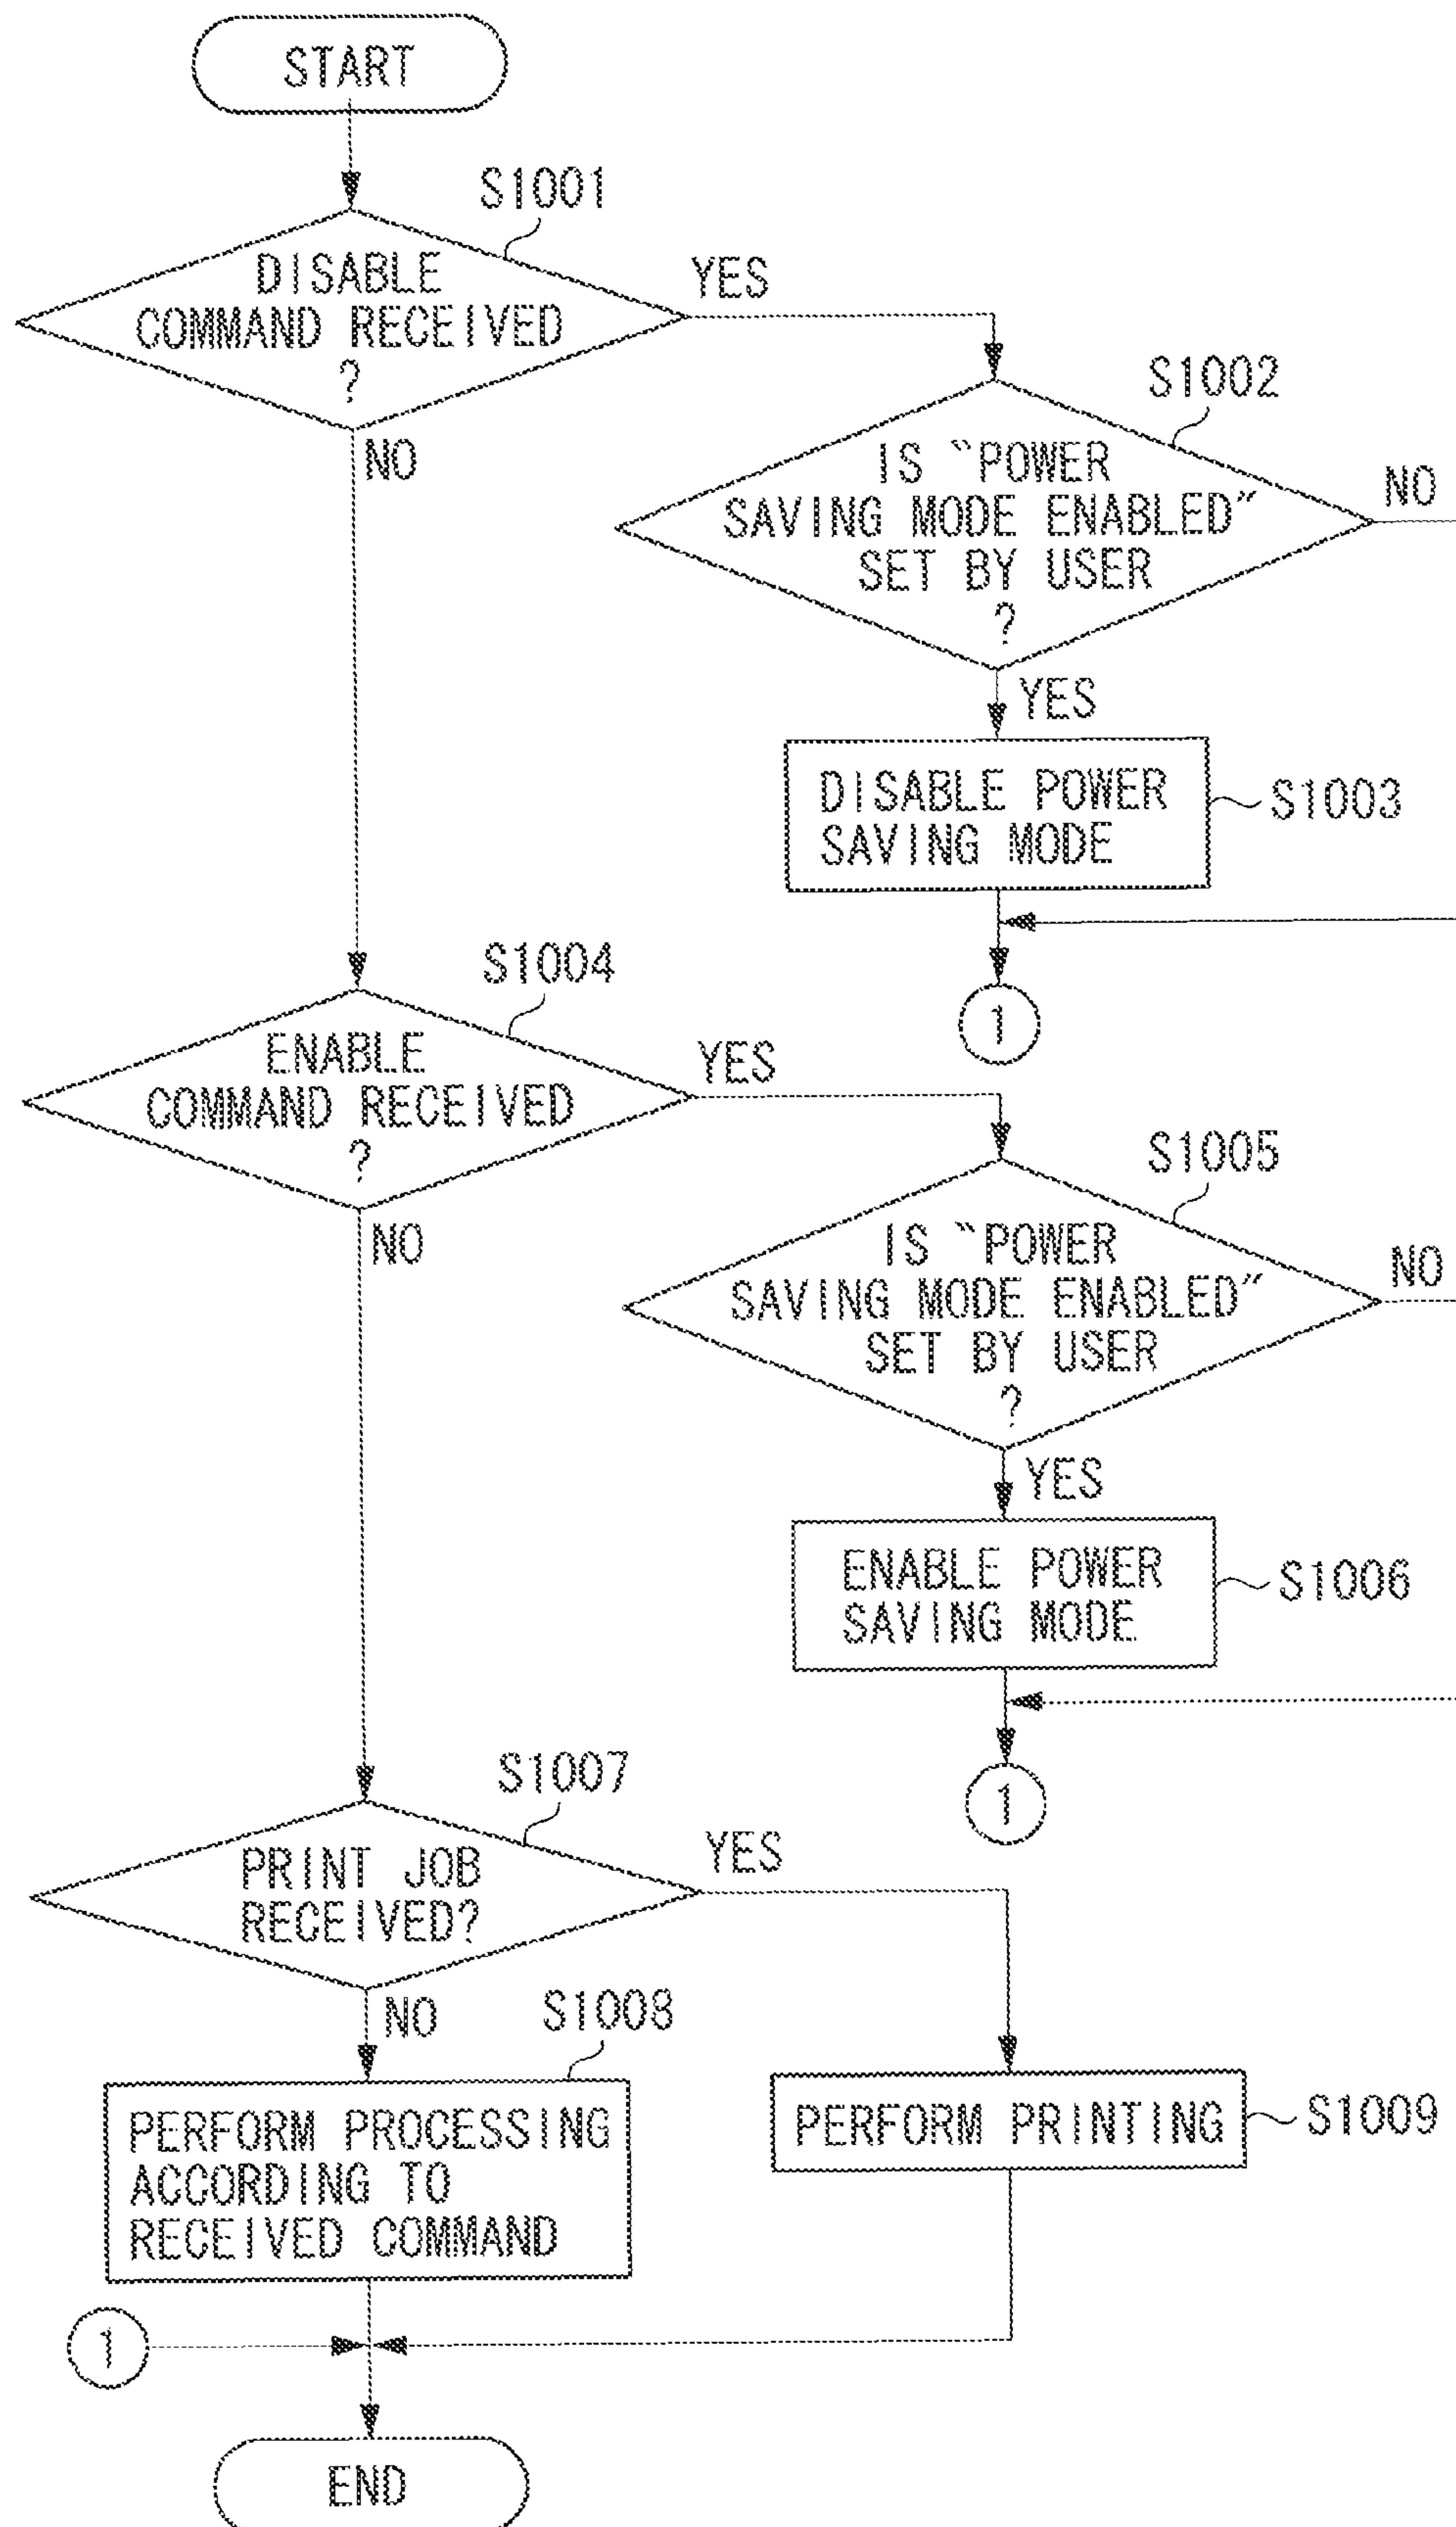 START
S1001
DISABLE
COMMAND RECEIVED
?
YES
NO
S1002
IS “POWER
SAVING MODE ENABLED”
SET BY USER
?
NO
YES
DISABLE POWER
SAVING MODE
S1003
1
S1004
ENABLE
COMMAND RECEIVED
?
YES
NO
S1005
IS “POWER
SAVING MODE ENABLED”
SET BY USER
?
NO
YES
ENABLE POWER
SAVING MODE
S1006
1
S1007
PRINT JOB
RECEIVED?
YES
NO
S1008
PERFORM PROCESSING
ACCORDING TO
RECEIVED COMMAND
PERFORM PRINTING
S1009
1
END